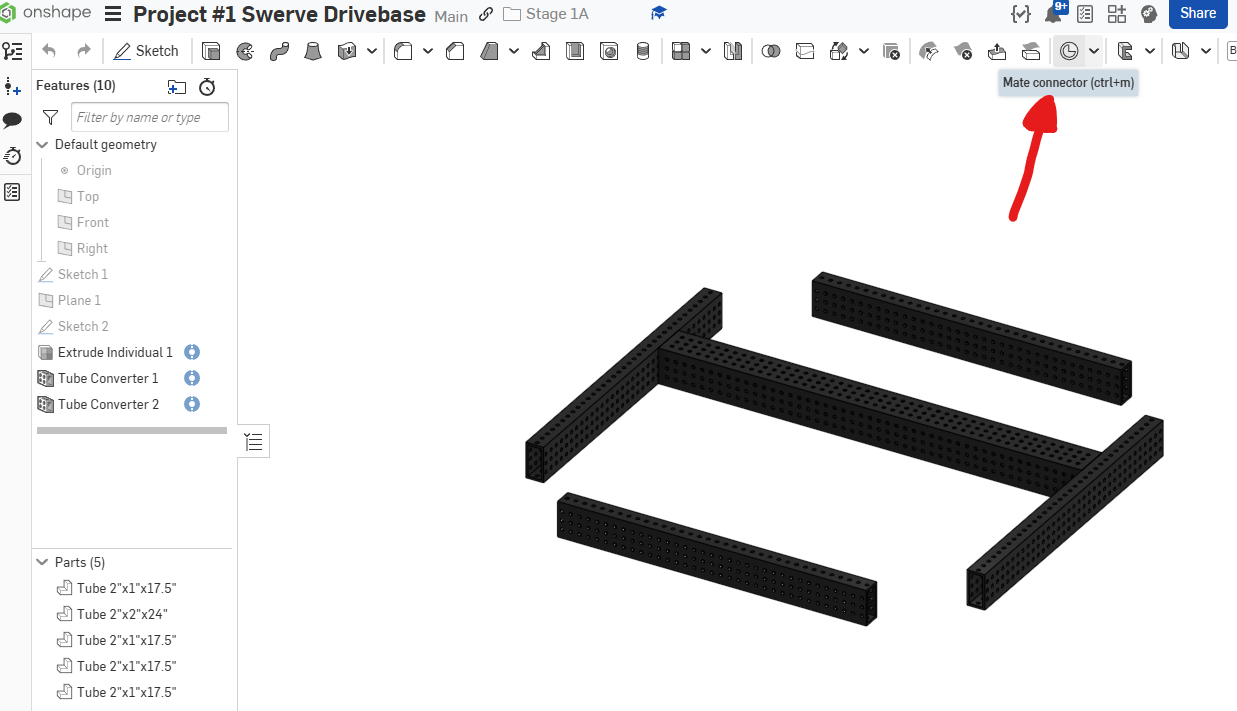 onshape Project #1 Swerve Drivebase Main Stage 1A 9+ Share
Sketch
Mate connector (ctrl+m)
Features (10)
Filter by name or type
Default geometry
Origin
Top
Front
Right
Sketch 1
Plane 1
Sketch 2
Extrude Individual 1
Tube Converter 1
Tube Converter 2
Parts (5)
Tube 2"x1"x17.5"
Tube 2"x2"x24"
Tube 2"x1"x17.5"
Tube 2"x1"x17.5"
Tube 2"x1"x17.5"